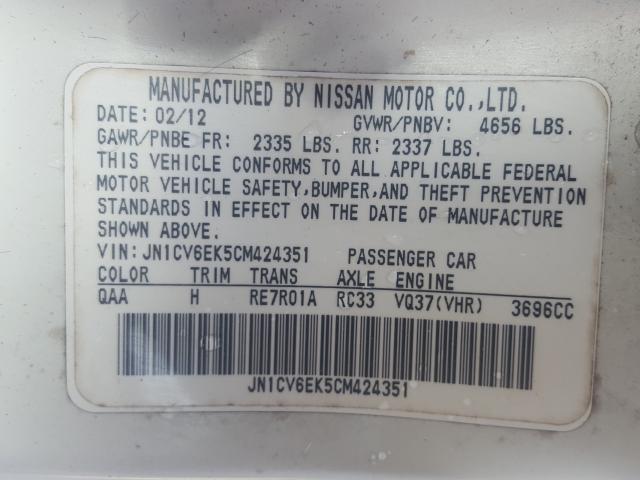 MANUFACTURED BY NISSAN MOTOR CO.,LTD.
DATE: 02/12 GVWR/PNBV: 4656 LBS.
GAWR/PNBE FR: 2335 LBS. RR: 2337 LBS.
THIS VEHICLE CONFORMS TO ALL APPLICABLE FEDERAL
MOTOR VEHICLE SAFETY,BUMPER,AND THEFT PREVENTION
STANDARDS IN EFFECT ON THE DATE OF MANUFACTURE
SHOWN ABOVE.
VIN:JN1CV6EK5CM424351 PASSENGER CAR
COLOR TRIM TRANS AXLE ENGINE
QAA H RE7R01A RC33 VQ37(VHR) 3696CC
JN1CV6EK5CM424351